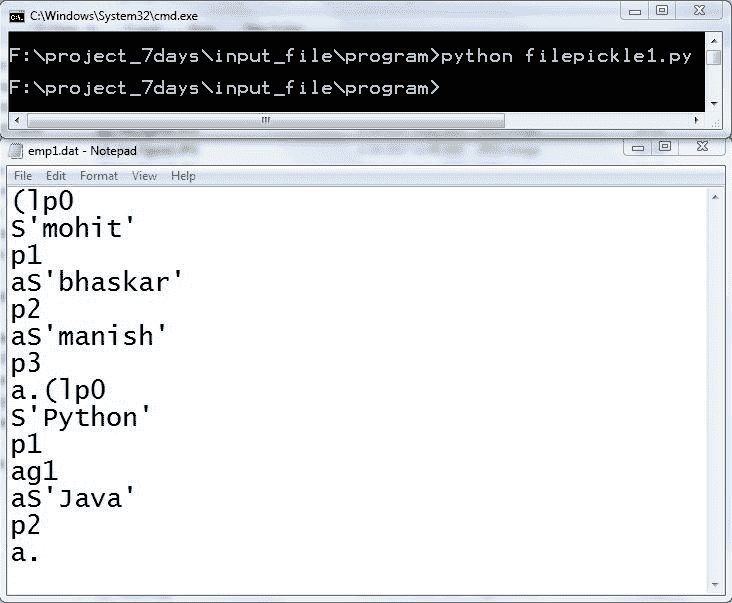 C:\Windows\System32\cmd.exe
F:\project_7days\input_file\program>python filepickle1.py
F:\project_7days\input_file\program>
emp1.dat - Notepad
File Edit Format View Help
(lp0
S'mohit'
p1
aS'bhaskar'
p2
aS'manish'
p3
a.(lp0
S'Python'
p1
ag1
aS'Java'
p2
a.